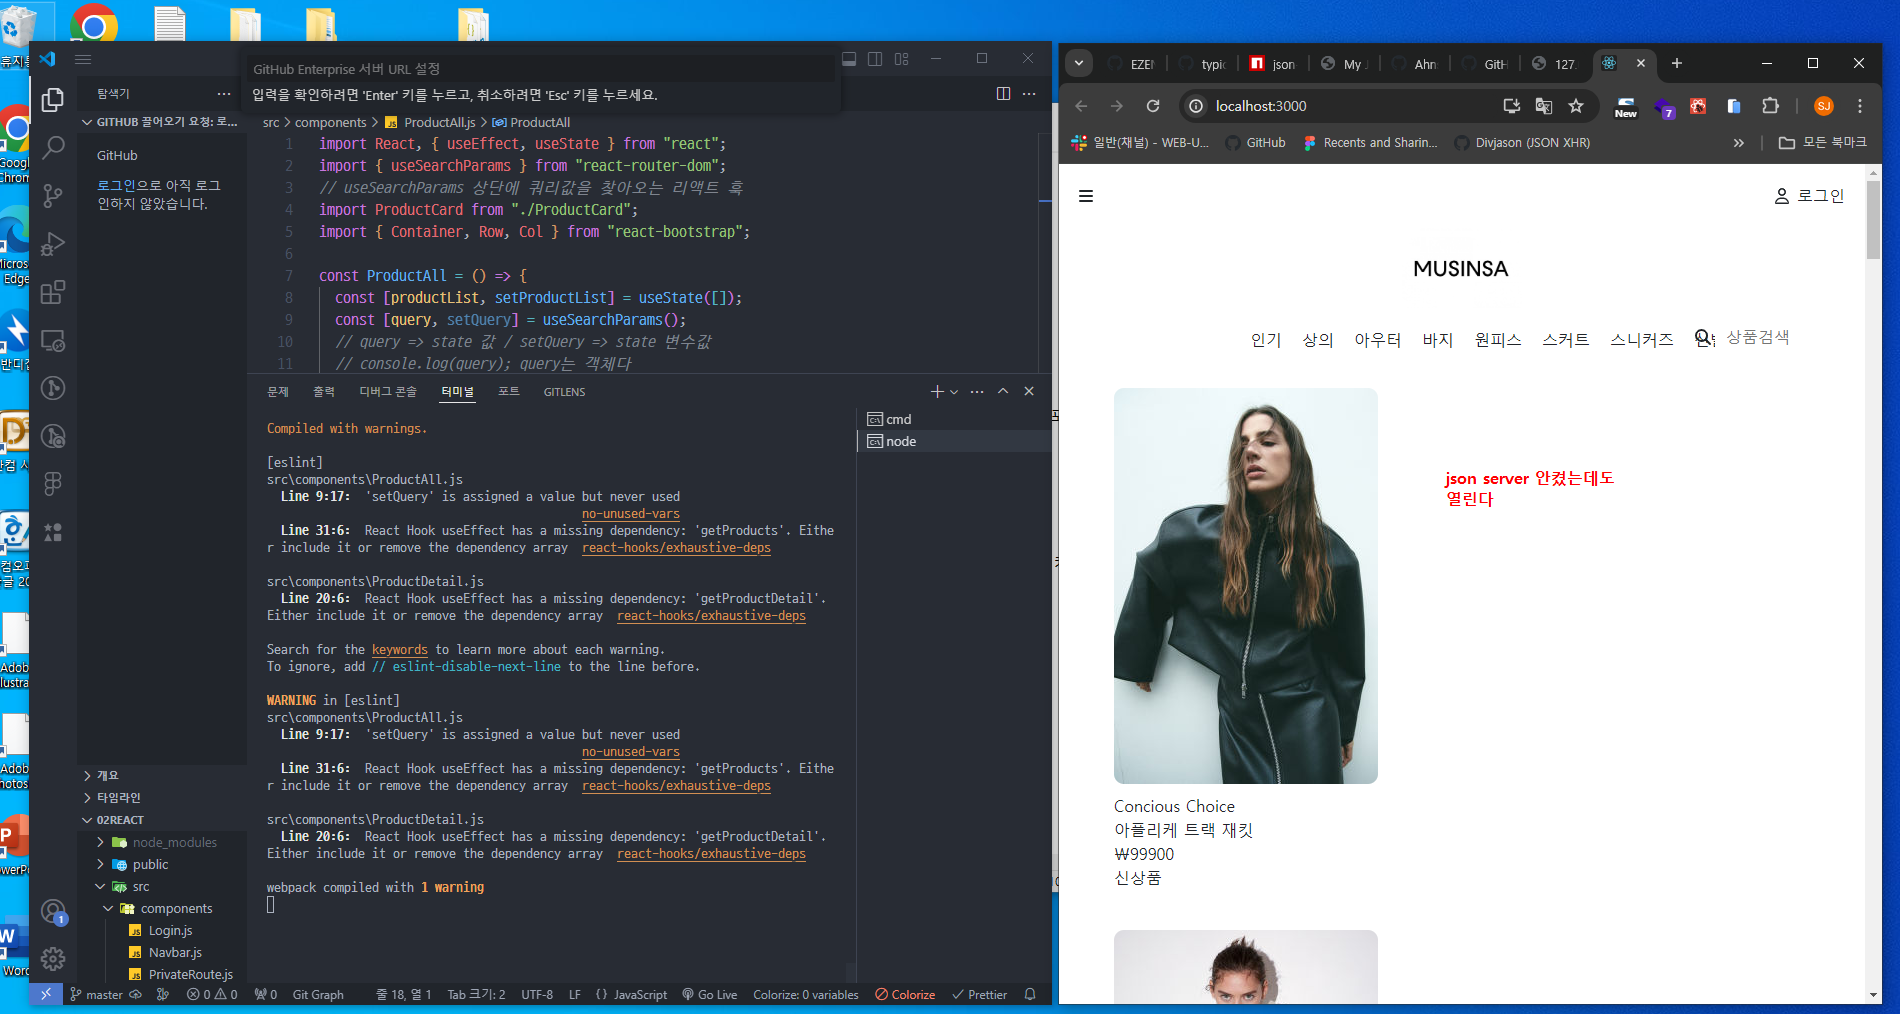 휴지통
Google
Chrom
Micros
Edge
반디집
글 20
Adob
llustra
Adob
hotos
werPo
Word
GitHub Enterprise 서버 URL 설정
입력을 확인하려면 'Enter' 키를 누르고, 취소하려면 'Esc' 키를 누르세요.
탐색기
GITHUB 끌어오기 요청: 로...
GitHub
로그인으로 아직 로그
인하지 않았습니다.
개요
타임라인
02REACT
node_modules
public
src
components
Login.js
Navbar.js
PrivateRoute.js
src > components > ProductAll.js > ProductAll
1 import React, { useEffect, useState } from "react";
2 import { useSearchParams } from "react-router-dom";
3 // useSearchParams 상단에 쿼리값을 찾아오는 리액트 훅
4 import ProductCard from "./ProductCard";
5 import { Container, Row, Col } from "react-bootstrap";
6
7 const ProductAll = () => {
8 const [productList, setProductList] = useState([]);
9 const [query, setQuery] = useSearchParams();
10 // query => state 값 / setQuery => state 변수값
11 // console.log(query); query는 객체다
문제 출력 디버그 콘솔 터미널 포트 GITLENS
cmd
node
Compiled with warnings.
[eslint]
src\components\ProductAll.js
Line 9:17: 'setQuery' is assigned a value but never used
no-unused-vars
Line 31:6: React Hook useEffect has a missing dependency: 'getProducts'. Eithe
r include it or remove the dependency array react-hooks/exhaustive-deps
src\components\ProductDetail.js
Line 20:6: React Hook useEffect has a missing dependency: 'getProductDetail'.
Either include it or remove the dependency array react-hooks/exhaustive-deps
Search for the keywords to learn more about each warning.
To ignore, add // eslint-disable-next-line to the line before.
WARNING in [eslint]
src\components\ProductAll.js
Line 9:17: 'setQuery' is assigned a value but never used
no-unused-vars
Line 31:6: React Hook useEffect has a missing dependency: 'getProducts'. Eithe
r include it or remove the dependency array react-hooks/exhaustive-deps
src\components\ProductDetail.js
Line 20:6: React Hook useEffect has a missing dependency: 'getProductDetail'.
Either include it or remove the dependency array react-hooks/exhaustive-deps
webpack compiled with 1 warning
1
master 0 0 0 Git Graph 줄 18, 열 1 Tab 크기: 2 UTF-8 LF {} JavaScript Go Live Colorize: 0 variables Colorize Prettier
EZEN typic json My J Ahn GitH 127.
localhost:3000
New 7 SJ
일반(채널) - WEB-U... GitHub Recents and Sharin... Divjason (JSON XHR) » 모든 북마크
로그인
MUSINSA
인기 상의 아우터 바지 원피스 스커트 스니커즈 상품검색
json server 안켰는데도
열린다
Concious Choice
아플리케 트랙 재킷
₩99900
신상품